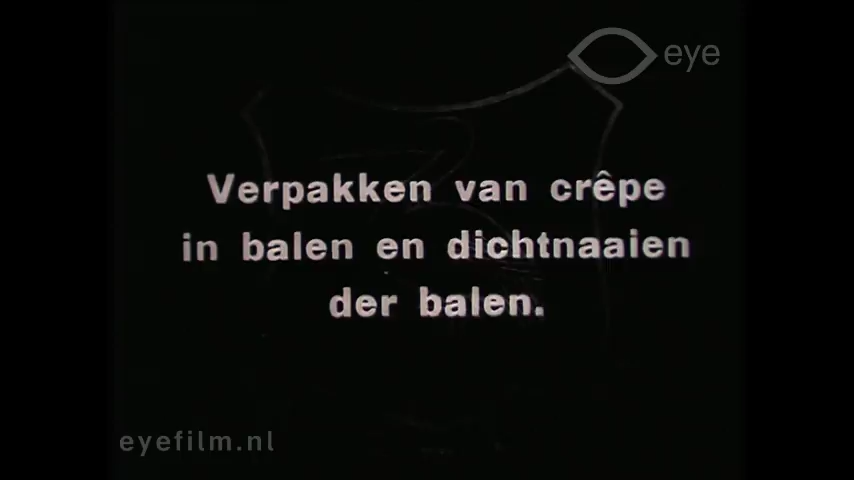 eye
Verpakken van crêpe
in balen en dichtnaaien
der balen.
eyefilm.nl